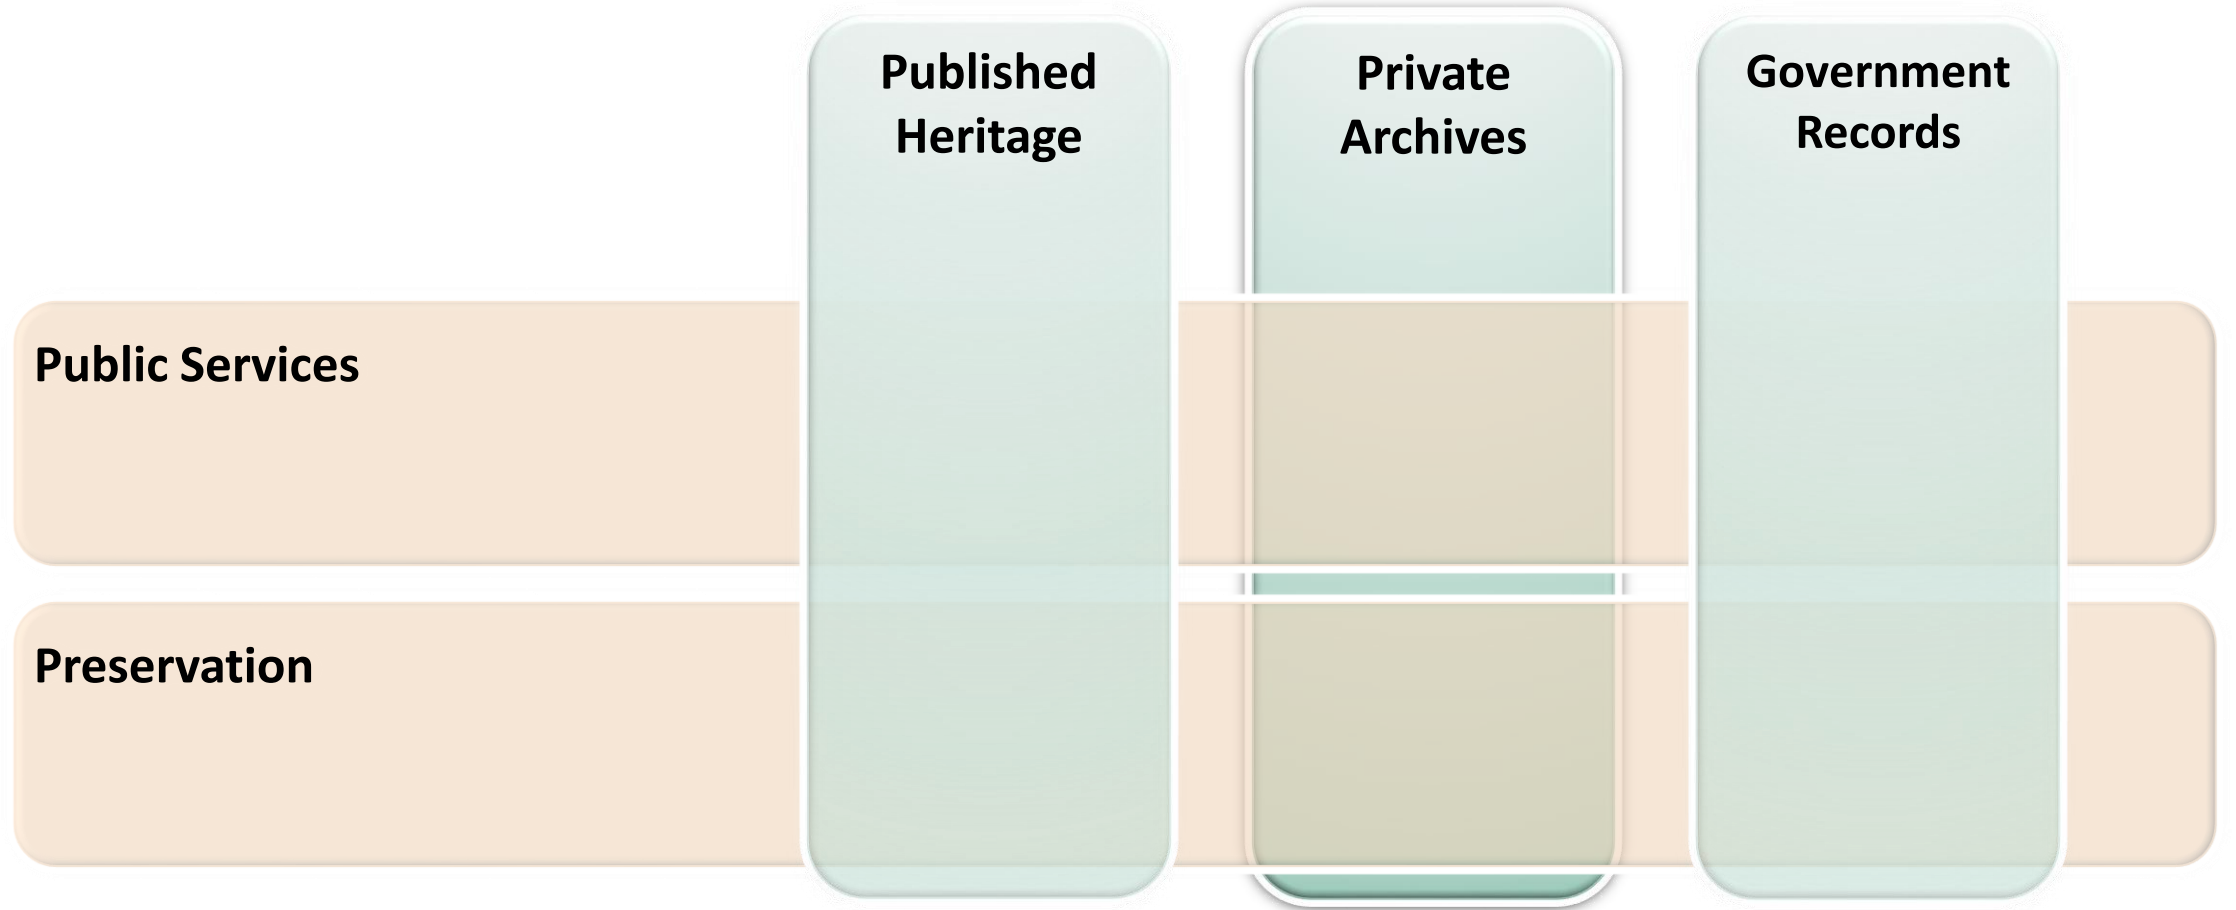 Published
Heritage
Private
Archives
Government
Records
Public Services
Preservation